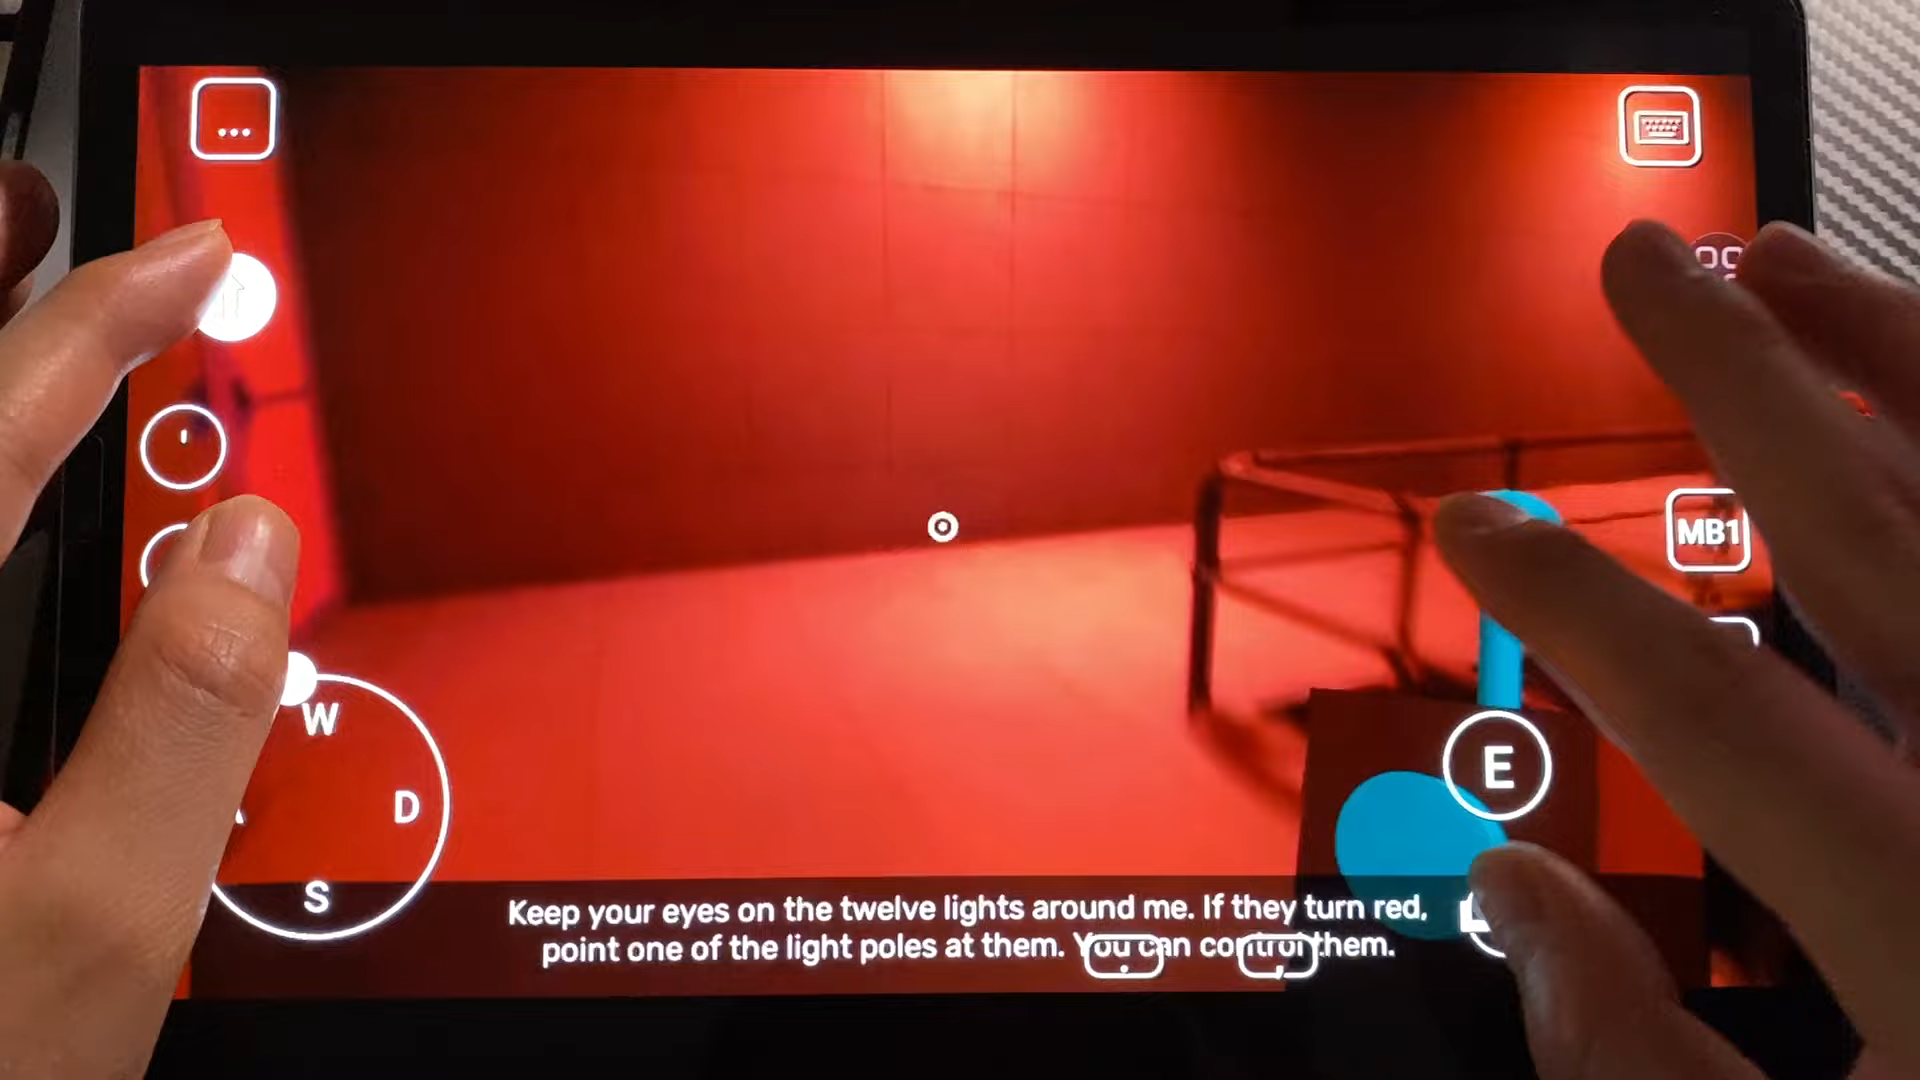 ...
MB1
W
D
E
S
Keep your eyes on the twelve lights around me. If they turn red,
point one of the light poles at them. You can control them.